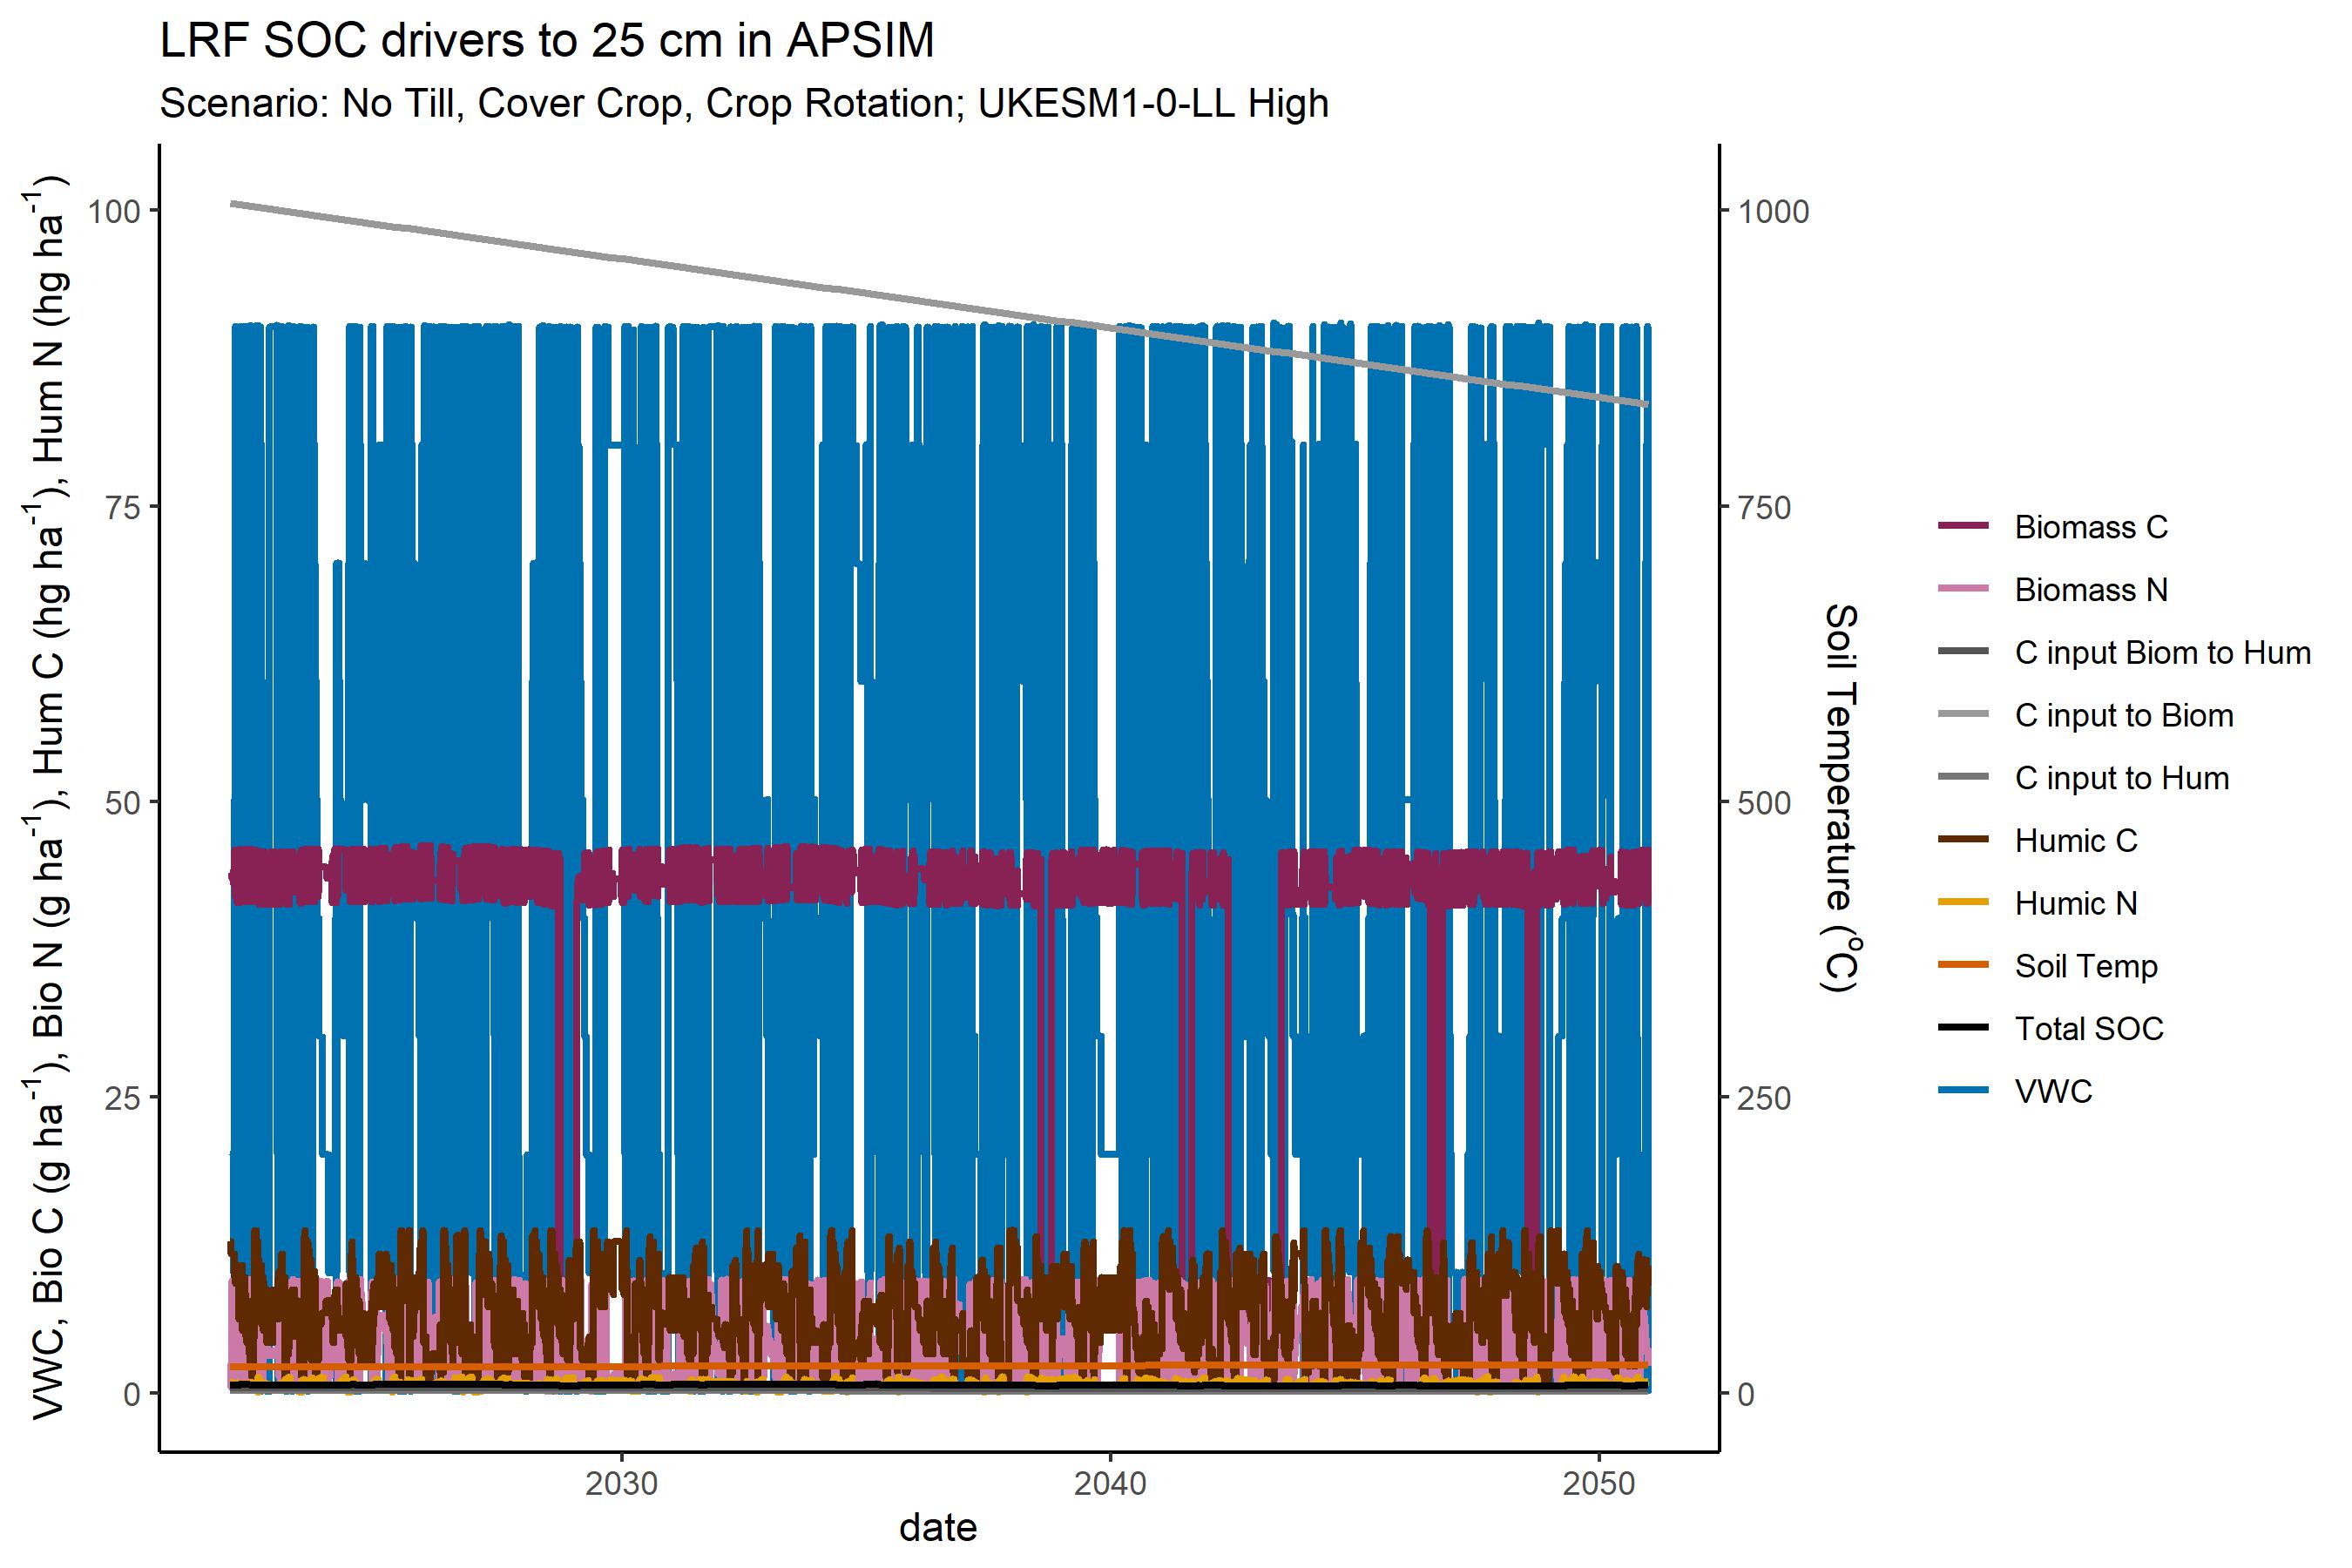 LRF SOC drivers to 25 cm in APSIM
Scenario: No Till, Cover Crop, Crop Rotation; UKESM1-0-LL High
VWC, Bio C (g ha⁻¹), Bio N (g ha⁻¹), Hum C (hg ha⁻¹), Hum N (hg ha⁻¹)
100
75
50
25
0
2030
2040
2050
date
1000
750
500
250
0
Soil Temperature (ᵒC)
Biomass C
Biomass N
C input Biom to Hum
C input to Biom
C input to Hum
Humic C
Humic N
Soil Temp
Total SOC
VWC